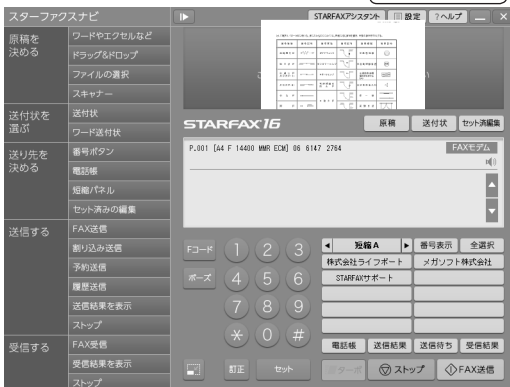 スターファクスナビ
STARFAXアシスタント
設定
?ヘルプ
原稿を決める
ワードやエクセルなど
ドラッグ&ドロップ
ファイルの選択
スキャナー
送付状を選ぶ
送付状
ワード送付状
送り先を決める
番号ボタン
電話帳
短縮パネル
セット済みの編集
送信する
FAX送信
割り込み送信
予約送信
履歴送信
送信結果を表示
ストップ
受信する
FAX受信
受信結果を表示
ストップ
STARFAX16
原稿
送付状
セット済編集
P.001 [A4 F 14400 MMR ECM] 06 6147 2764
FAXモデム
Fコード
1 2 3
ポーズ
4 5 6
7 8 9
* 0 #
訂正
セット
短縮A
番号表示
全選択
株式会社ライフボート
メガソフト株式会社
STARFAXサポート
電話帳
送信結果
送信待ち
受信結果
ターボ
ストップ
FAX送信